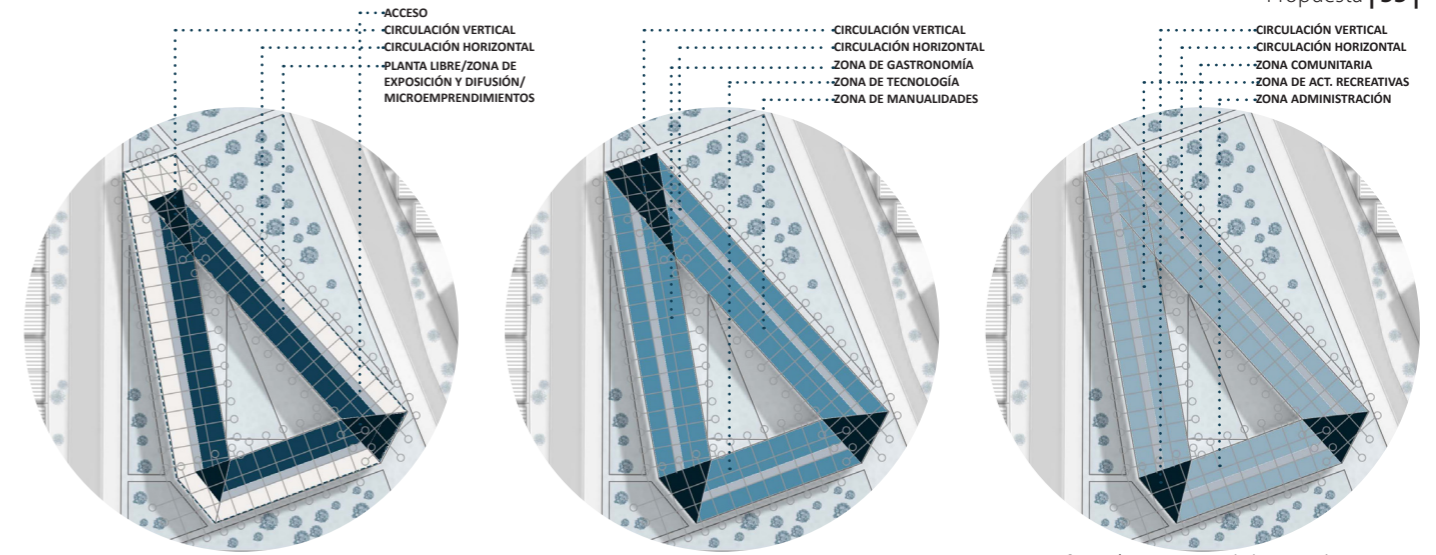 Propuesta | 55 |
ACCESO
CIRCULACIÓN VERTICAL
CIRCULACIÓN HORIZONTAL
PLANTA LIBRE/ZONA DE
EXPOSICIÓN Y DIFUSIÓN/
MICROEMPRENDIMIENTOS
CIRCULACIÓN VERTICAL
CIRCULACIÓN HORIZONTAL
ZONA DE GASTRONOMÍA
ZONA DE TECNOLOGÍA
ZONA DE MANUALIDADES
CIRCULACIÓN VERTICAL
CIRCULACIÓN HORIZONTAL
ZONA COMUNITARIA
ZONA DE ACT. RECREATIVAS
ZONA ADMINISTRACIÓN